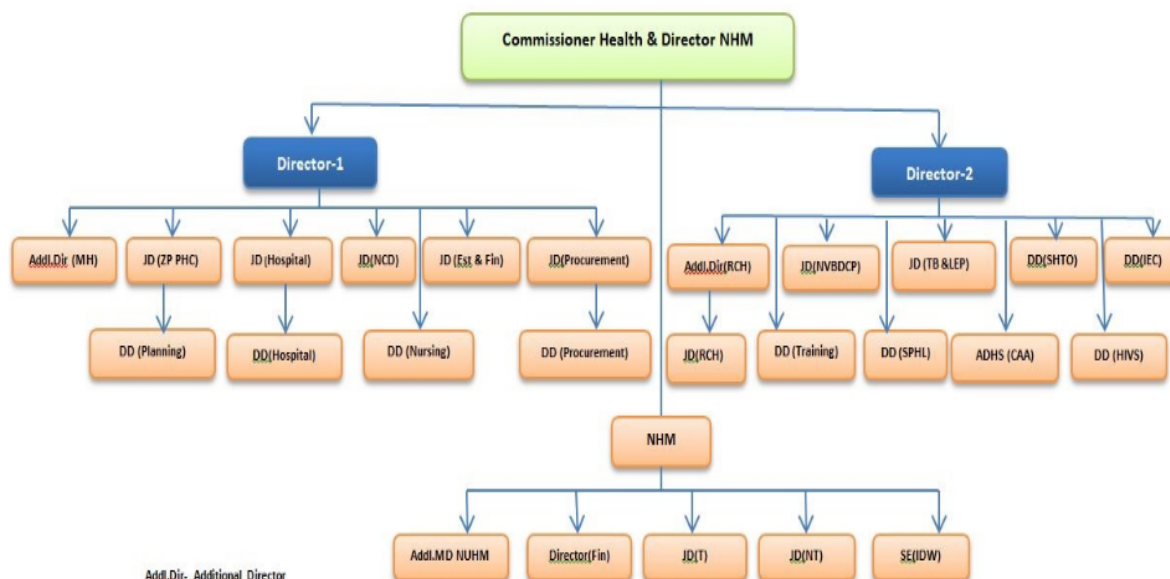 Commissioner Health & Director NHM
Director-1
Director-2
Addl.Dir (MH)
JD (ZP PHC)
JD (Hospital)
JD(NCD)
JD (Est & Fin)
JD(Procurement)
Addl.Dir(RCH)
JD(NVBDCP)
JD (TB &LEP)
DD(SHTO)
DD(IEC)
DD (Planning)
DD(Hospital)
DD (Nursing)
DD (Procurement)
JD(RCH)
DD (Training)
DD (SPHL)
ADHS (CAA)
DD (HIVS)
NHM
Addl.MD NUHM
Director(Fin)
JD(T)
JD(NT)
SE(IDW)
Addl.Dir- Additional Director